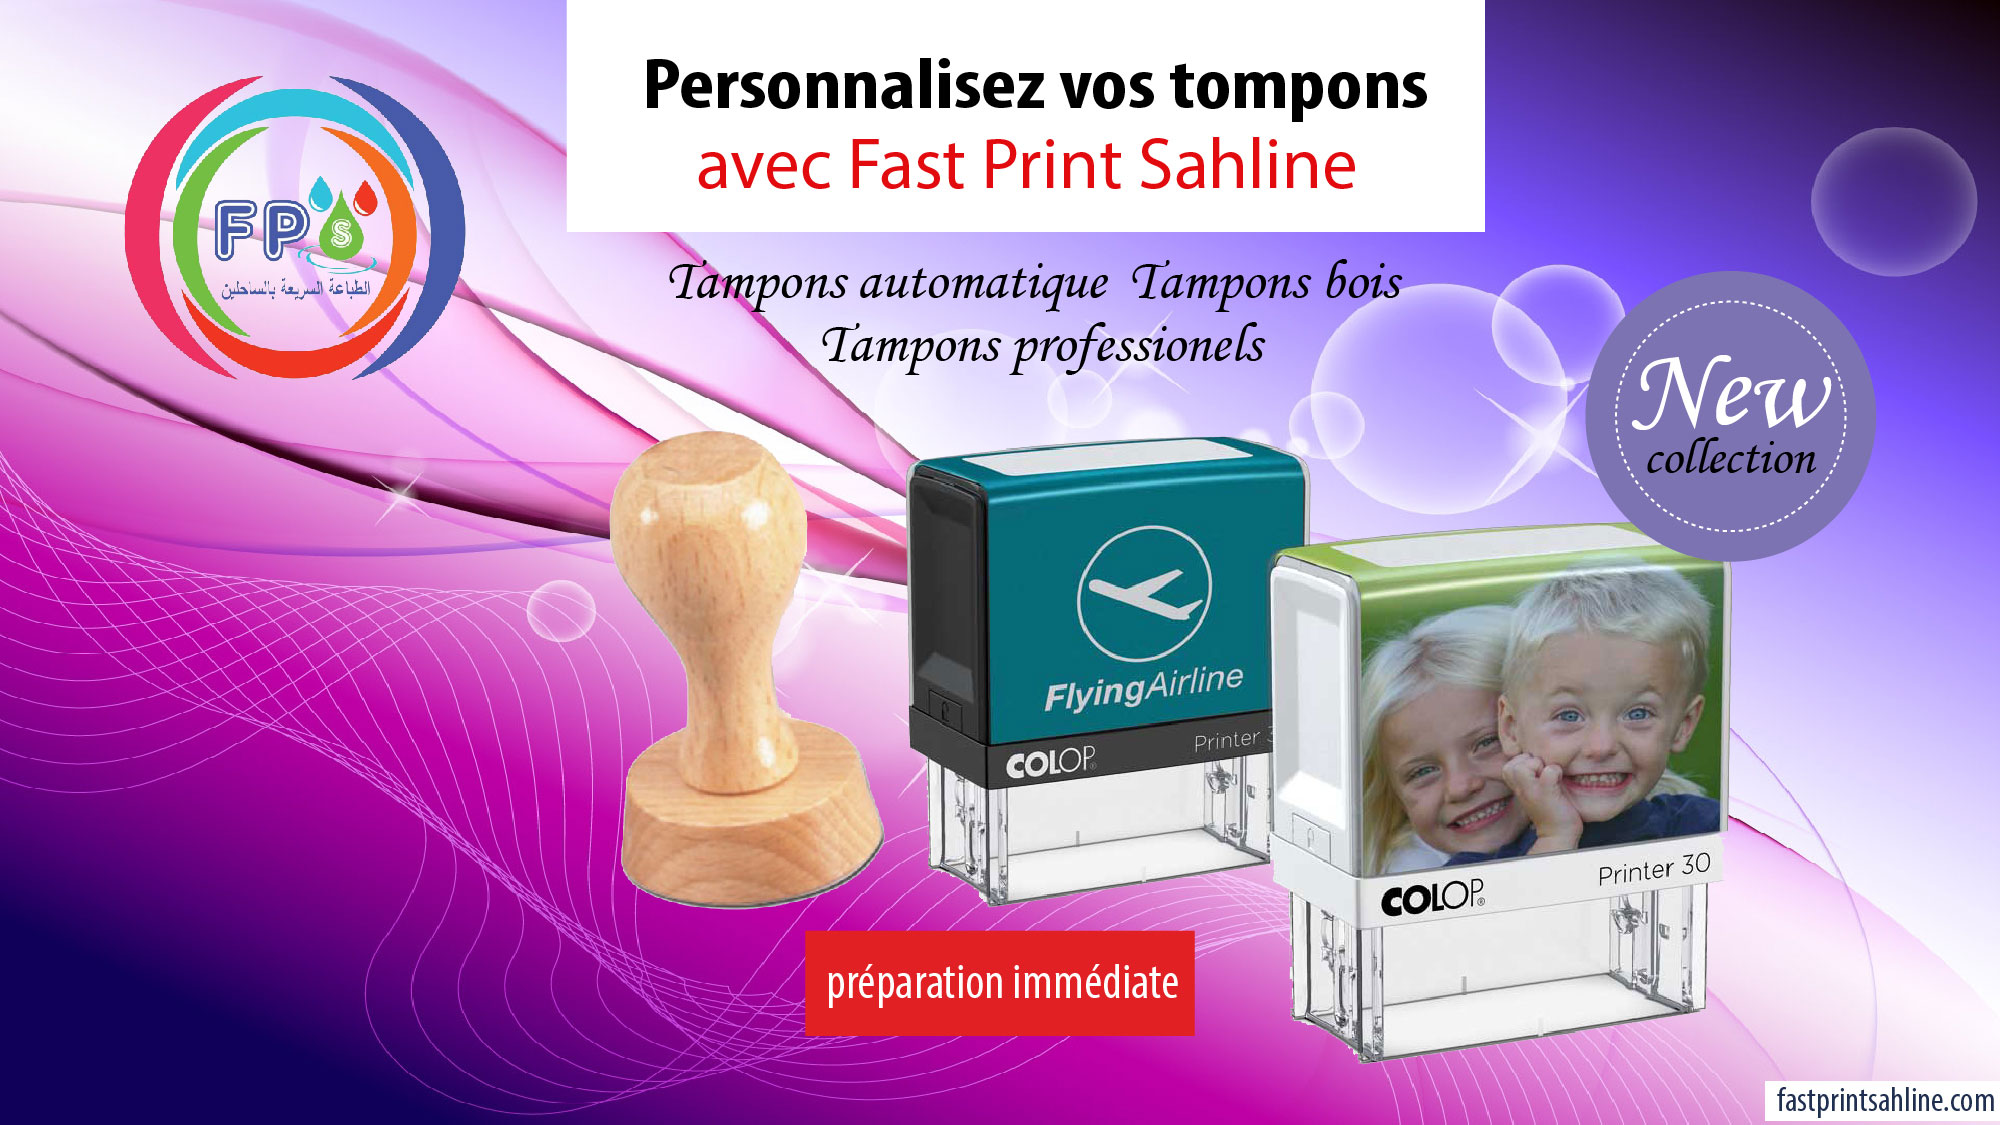 Personnalisez vos tompons
avec Fast Print Sahline
FPs
الطباعة السريعة بالساحلين
Tampons automatique Tampons bois
Tampons professionels
New
collection
FlyingAirline
COLOP®
Printer 3
COLOP®
Printer 30
préparation immédiate
fastprintsahline.com